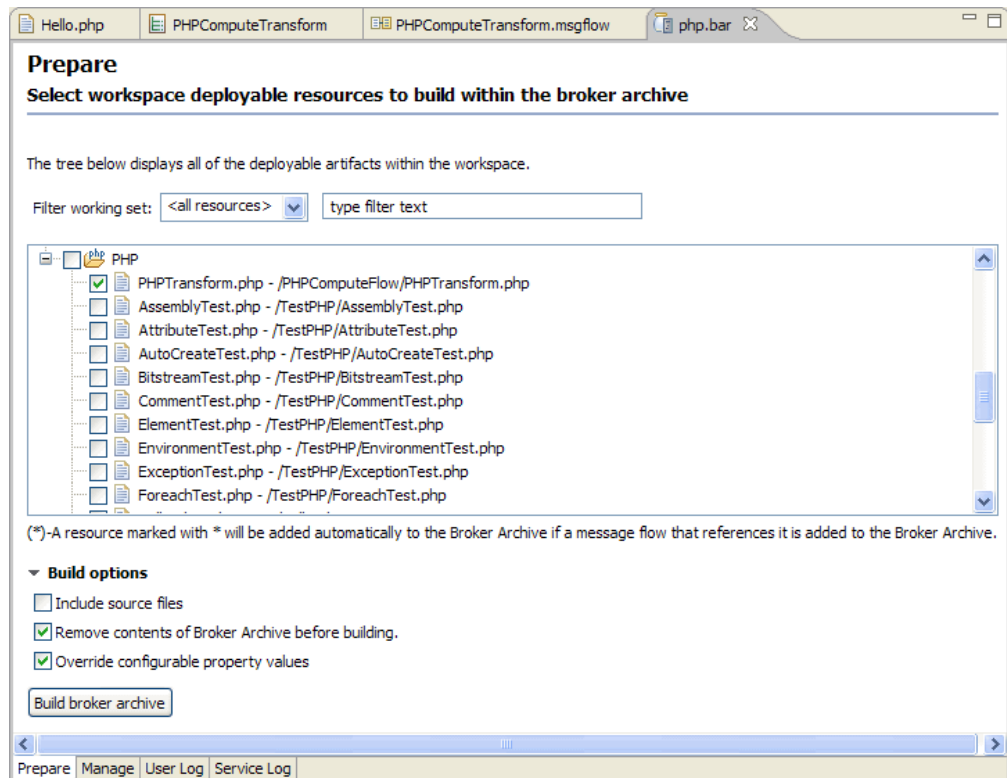 Hello.php PHPComputeTransform PHPComputeTransform.msgflow php.bar
Prepare
Select workspace deployable resources to build within the broker archive
The tree below displays all of the deployable artifacts within the workspace.
Filter working set: <all resources> type filter text
php PHP
PHPTransform.php - /PHPComputeFlow/PHPTransform.php
AssemblyTest.php - /TestPHP/AssemblyTest.php
AttributeTest.php - /TestPHP/AttributeTest.php
AutoCreateTest.php - /TestPHP/AutoCreateTest.php
BitstreamTest.php - /TestPHP/BitstreamTest.php
CommentTest.php - /TestPHP/CommentTest.php
ElementTest.php - /TestPHP/ElementTest.php
EnvironmentTest.php - /TestPHP/EnvironmentTest.php
ExceptionTest.php - /TestPHP/ExceptionTest.php
ForeachTest.php - /TestPHP/ForeachTest.php
(*)-A resource marked with * will be added automatically to the Broker Archive if a message flow that references it is added to the Broker Archive.
Build options
Include source files
Remove contents of Broker Archive before building.
Override configurable property values
Build broker archive
Prepare Manage User Log Service Log